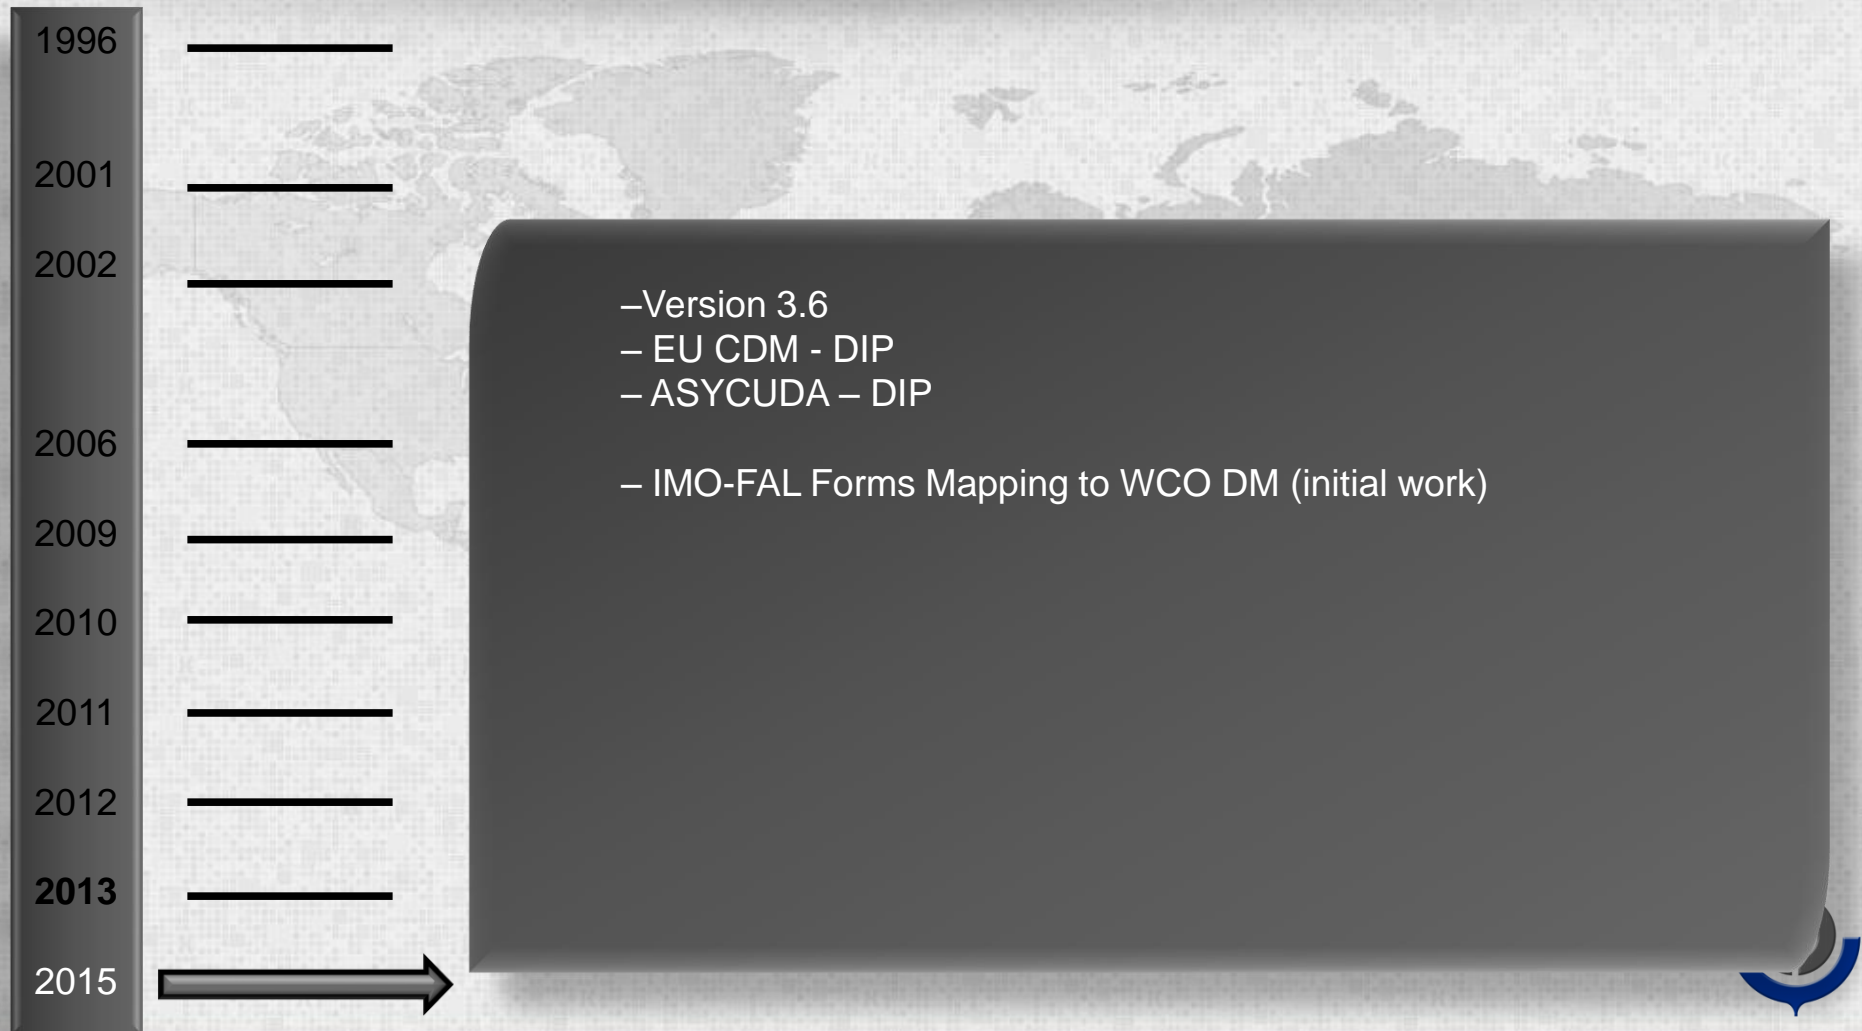 1996
2001
2002
2006
2009
2010
2011
2012
2013
2015
–Version 3.6
– EU CDM - DIP
– ASYCUDA – DIP
– IMO-FAL Forms Mapping to WCO DM (initial work)